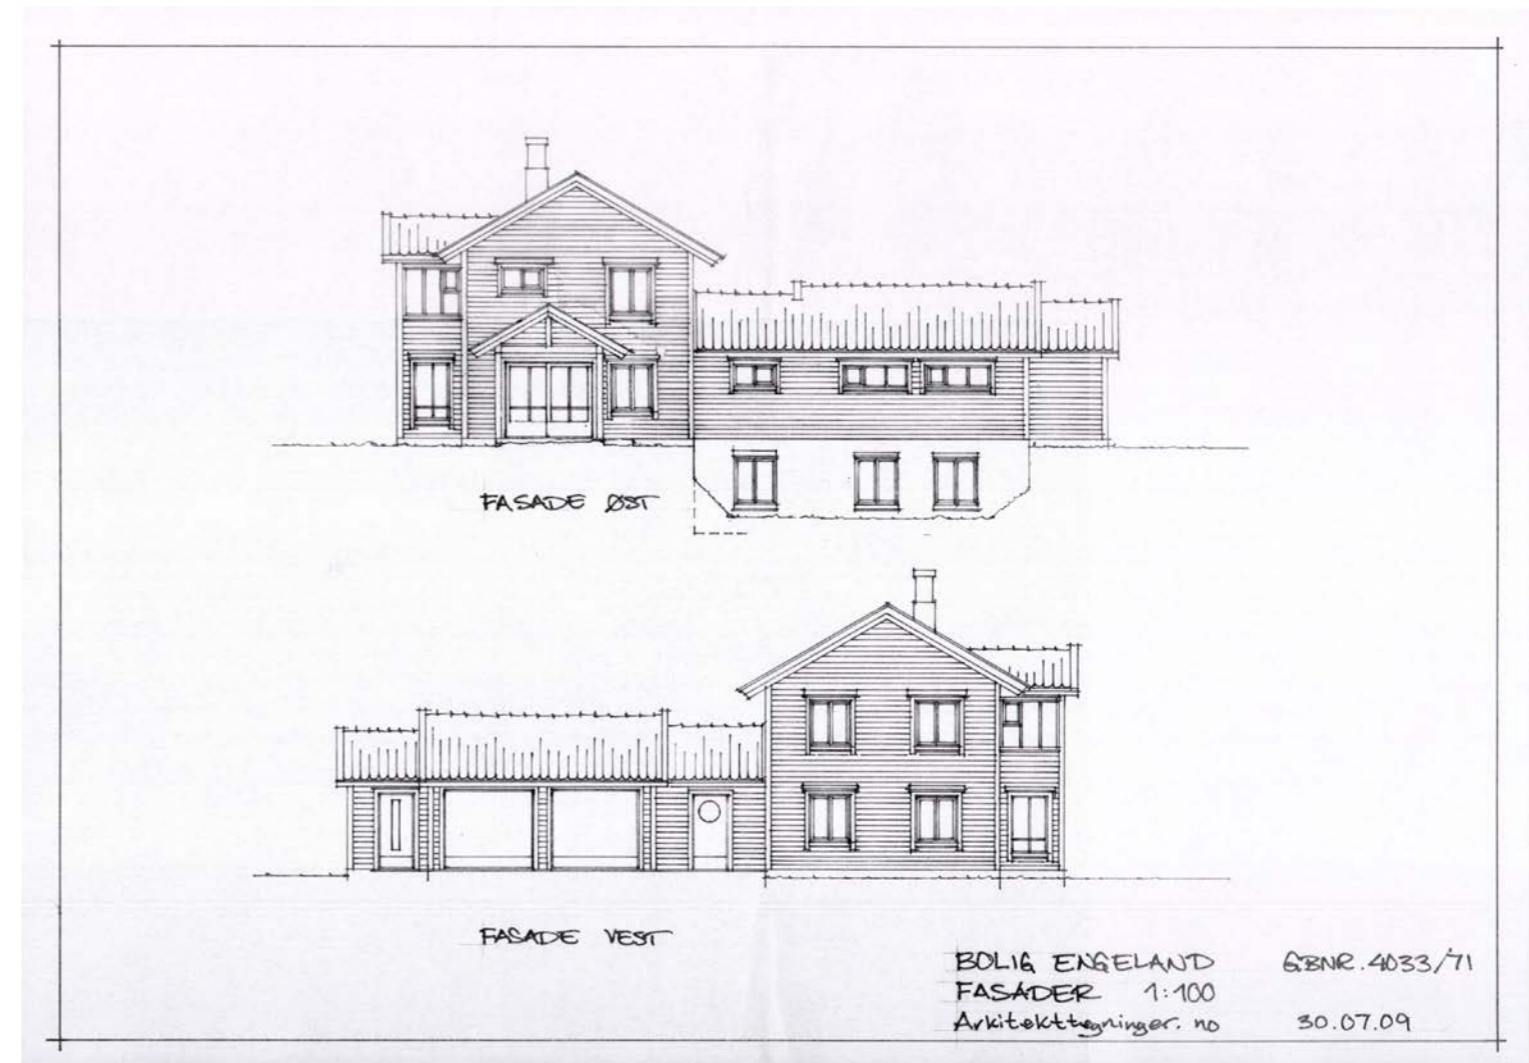 FASADE ØST
FASADE VEST
BOLIG ENGELAND GBNR. 4033/71
FASADER 1:100
Arkitekttegninger.no 30.07.09